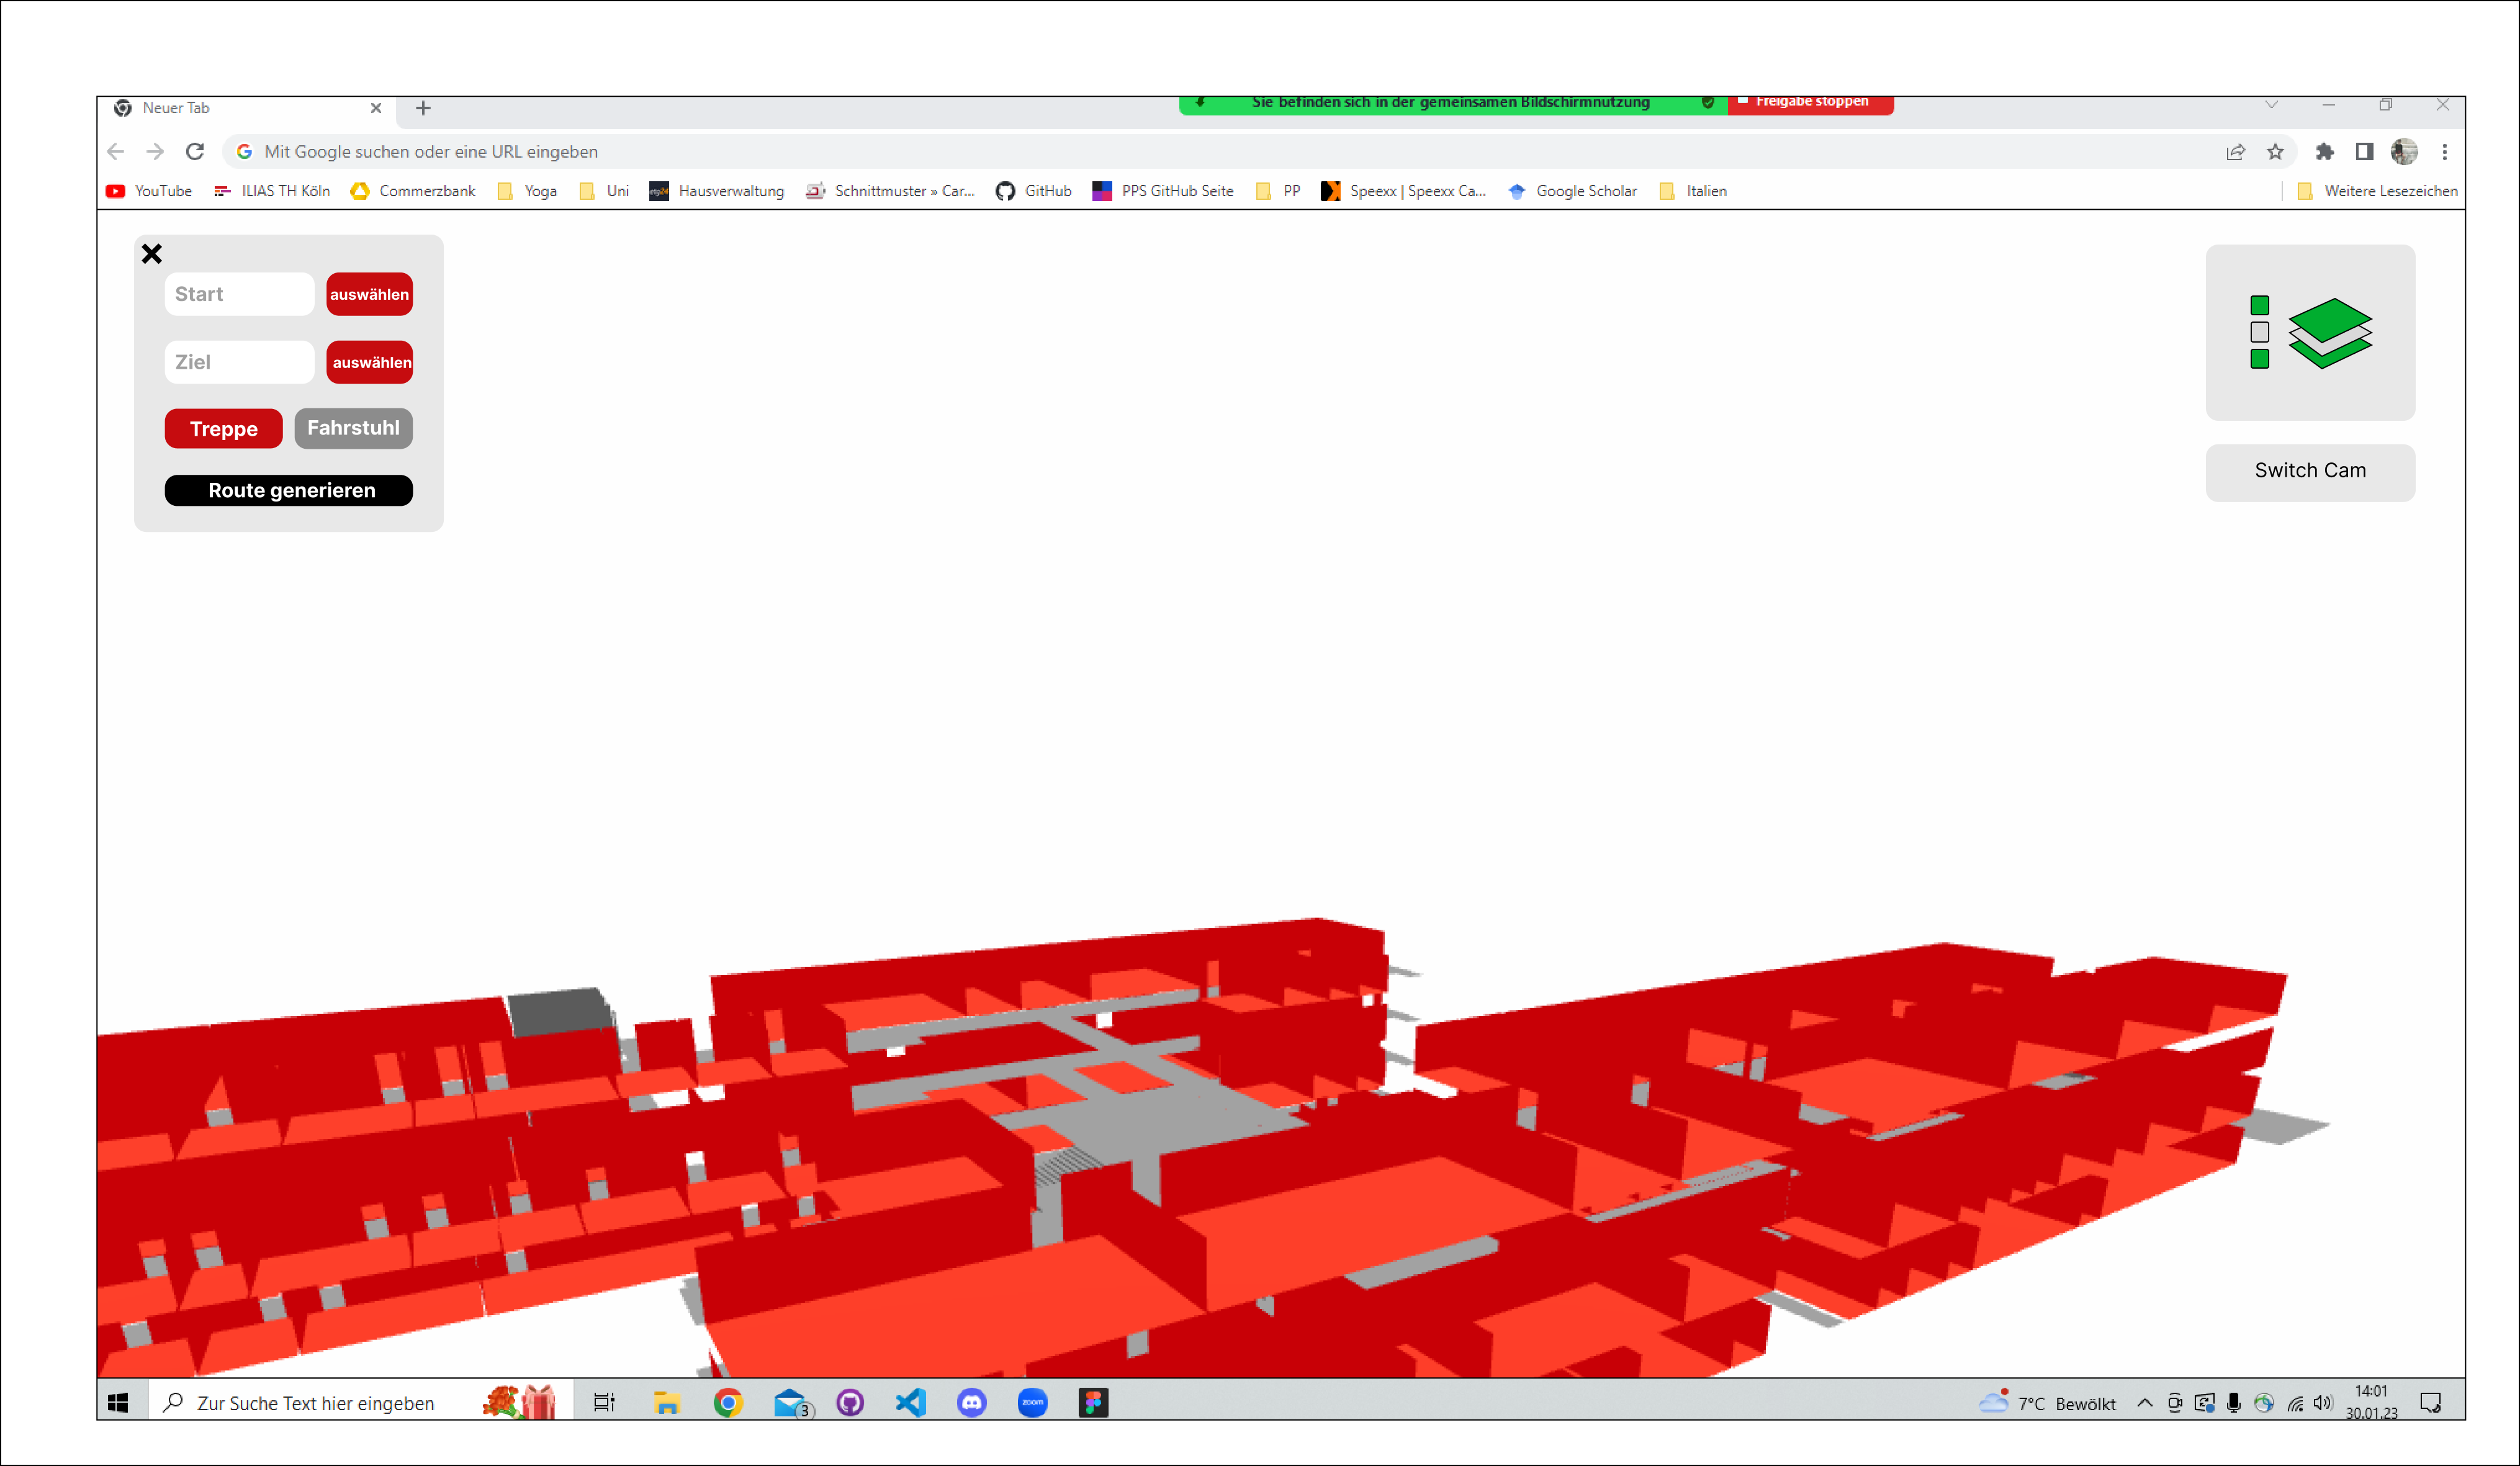 Neuer Tab
Sie befinden sich in der gemeinsamen Bildschirmnutzung
Freigabe stoppen
Mit Google suchen oder eine URL eingeben
YouTube ILIAS TH Köln Commerzbank Yoga Uni Hausverwaltung Schnittmuster » Car... GitHub PPS GitHub Seite PP Speexx | Speexx Ca... Google Scholar Italien Weitere Lesezeichen
Start auswählen
Ziel auswählen
Treppe Fahrstuhl
Route generieren
Switch Cam
Zur Suche Text hier eingeben
3
zoom
7°C Bewölkt
14:01
30.01.23